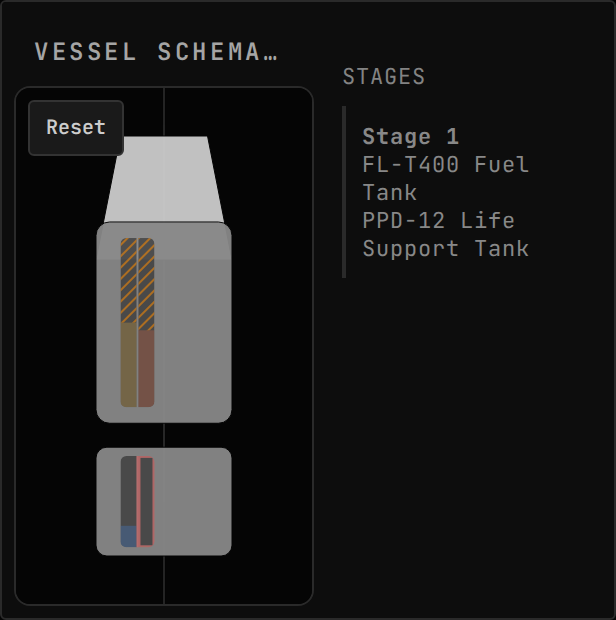 VESSEL SCHEMA…
Reset
STAGES
Stage 1
FL-T400 Fuel
Tank
PPD-12 Life
Support Tank